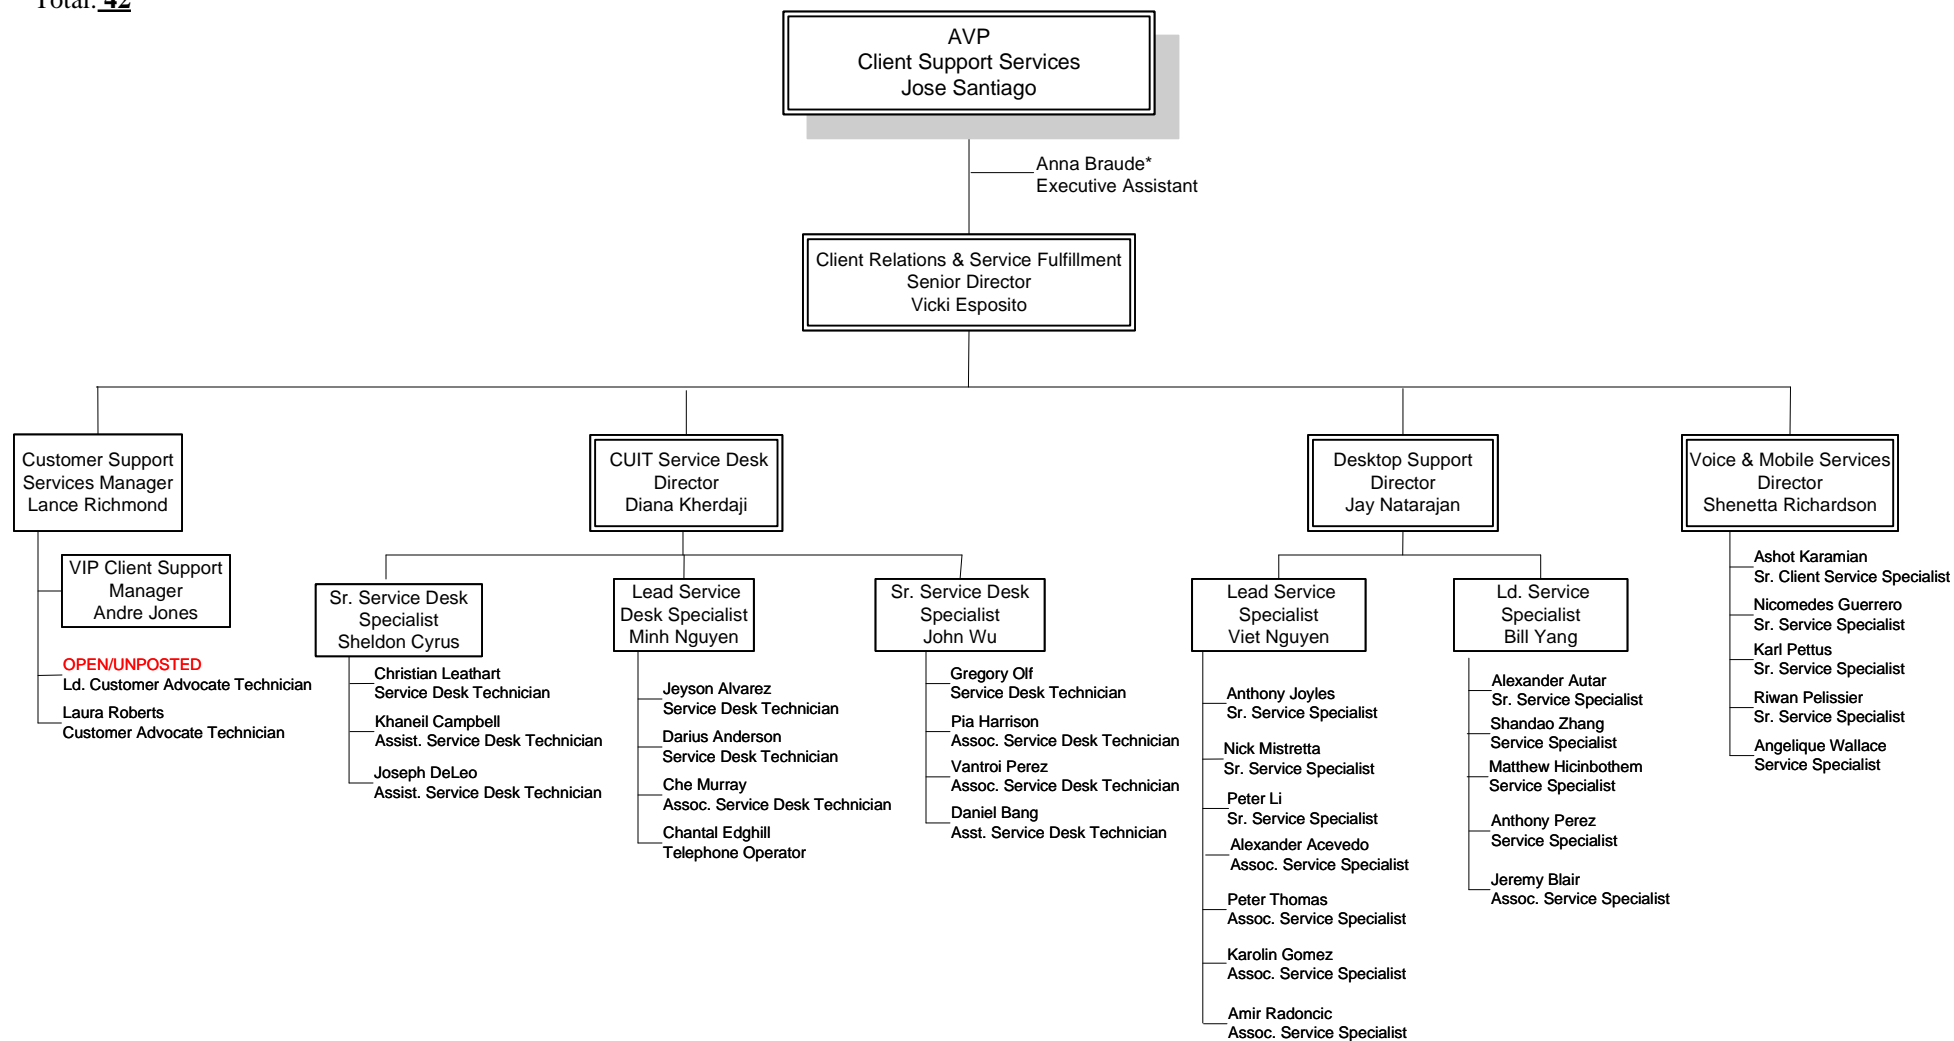 Total: 42
AVP
Client Support Services
Jose Santiago
Anna Braude*
Executive Assistant
Client Relations & Service Fulfillment
Senior Director
Vicki Esposito
Customer Support
Services Manager
Lance Richmond
VIP Client Support
Manager
Andre Jones
OPEN/UNPOSTED
Ld. Customer Advocate Technician
Laura Roberts
Customer Advocate Technician
CUIT Service Desk
Director
Diana Kherdaji
Sr. Service Desk
Specialist
Sheldon Cyrus
Christian Leathart
Service Desk Technician
Khaneil Campbell
Assist. Service Desk Technician
Joseph DeLeo
Assist. Service Desk Technician
Lead Service
Desk Specialist
Minh Nguyen
Jeyson Alvarez
Service Desk Technician
Darius Anderson
Service Desk Technician
Che Murray
Assoc. Service Desk Technician
Chantal Edghill
Telephone Operator
Sr. Service Desk
Specialist
John Wu
Gregory Olf
Service Desk Technician
Pia Harrison
Assoc. Service Desk Technician
Vantroi Perez
Assoc. Service Desk Technician
Daniel Bang
Asst. Service Desk Technician
Desktop Support
Director
Jay Natarajan
Lead Service
Specialist
Viet Nguyen
Anthony Joyles
Sr. Service Specialist
Nick Mistretta
Sr. Service Specialist
Peter Li
Sr. Service Specialist
Alexander Acevedo
Assoc. Service Specialist
Peter Thomas
Assoc. Service Specialist
Karolin Gomez
Assoc. Service Specialist
Amir Radoncic
Assoc. Service Specialist
Ld. Service
Specialist
Bill Yang
Alexander Autar
Sr. Service Specialist
Shandao Zhang
Service Specialist
Matthew Hicinbothem
Service Specialist
Anthony Perez
Service Specialist
Jeremy Blair
Assoc. Service Specialist
Voice & Mobile Services
Director
Shenetta Richardson
Ashot Karamian
Sr. Client Service Specialist
Nicomedes Guerrero
Sr. Service Specialist
Karl Pettus
Sr. Service Specialist
Riwan Pelissier
Sr. Service Specialist
Angelique Wallace
Service Specialist